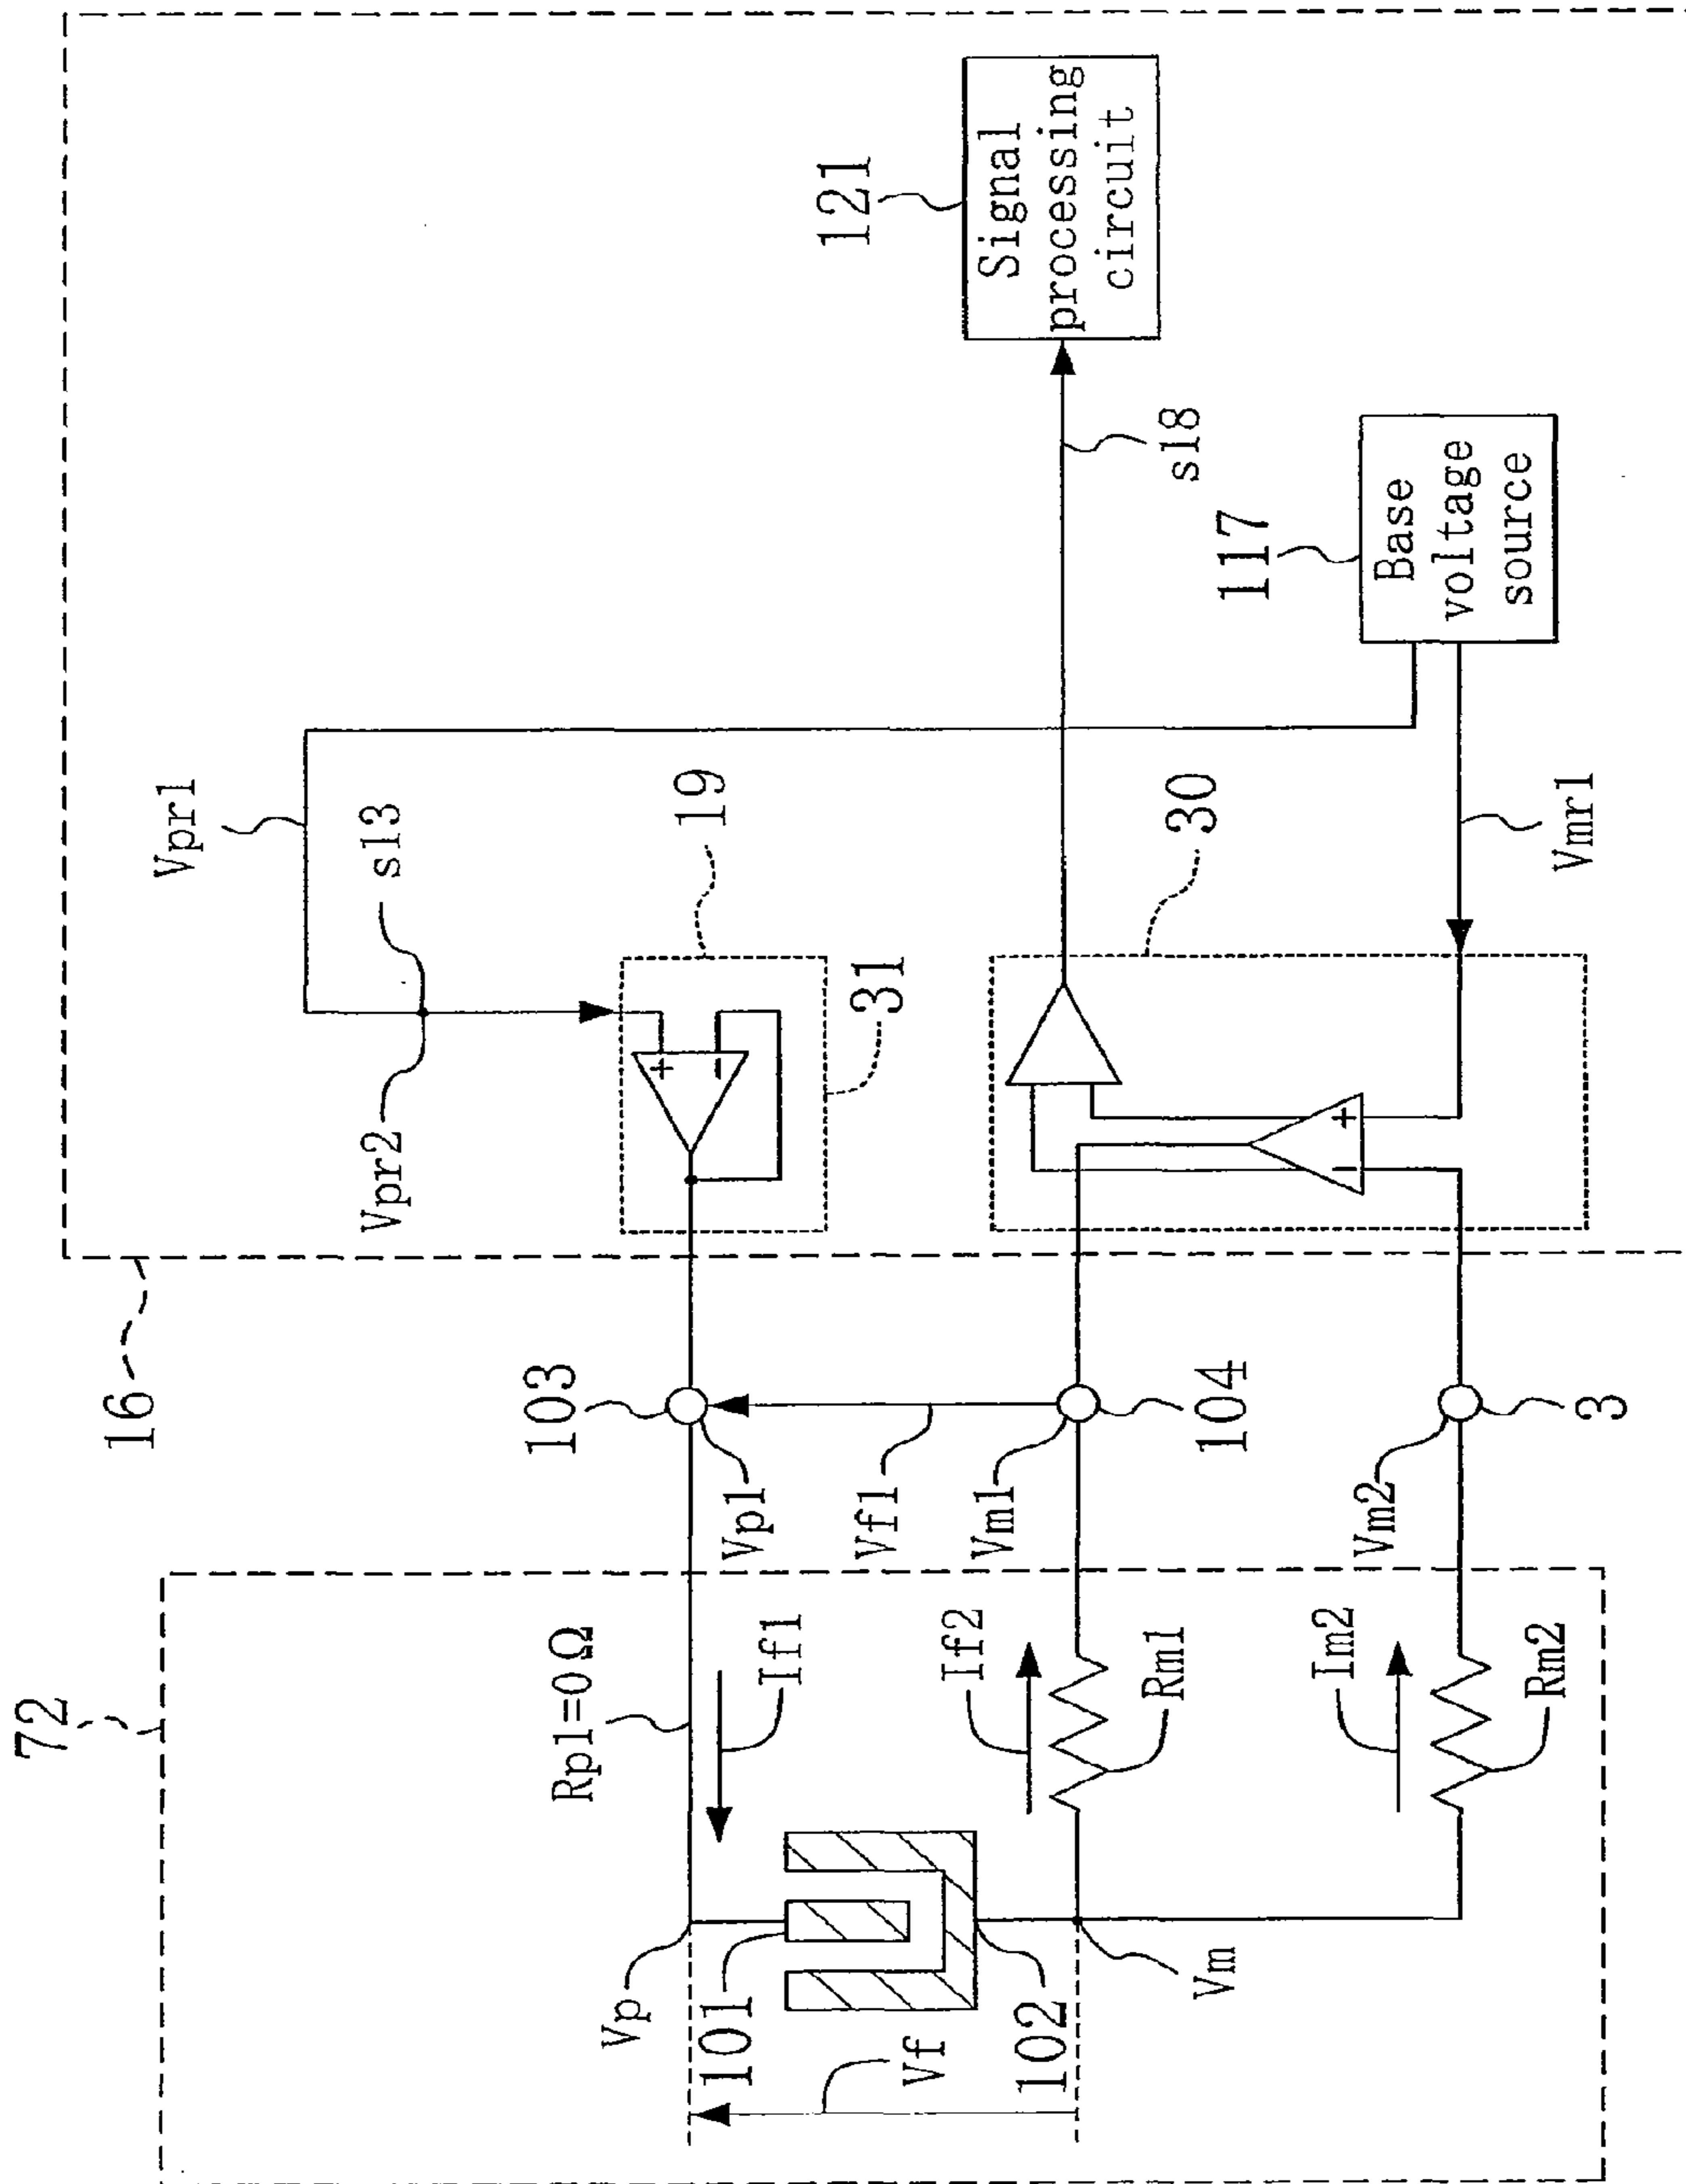 72
16
Vp
Rp1=0Ω
If1
101
Vf
102
Vm
If2
Rm1
Im2
Rm2
103
Vp1
Vf1
Vm1
104
Vm2
3
Vpr1
Vpr2
s13
19
31
30
Vmr1
s18
117
Base
voltage
source
121
Signal
processing
circuit
+
−
−
+